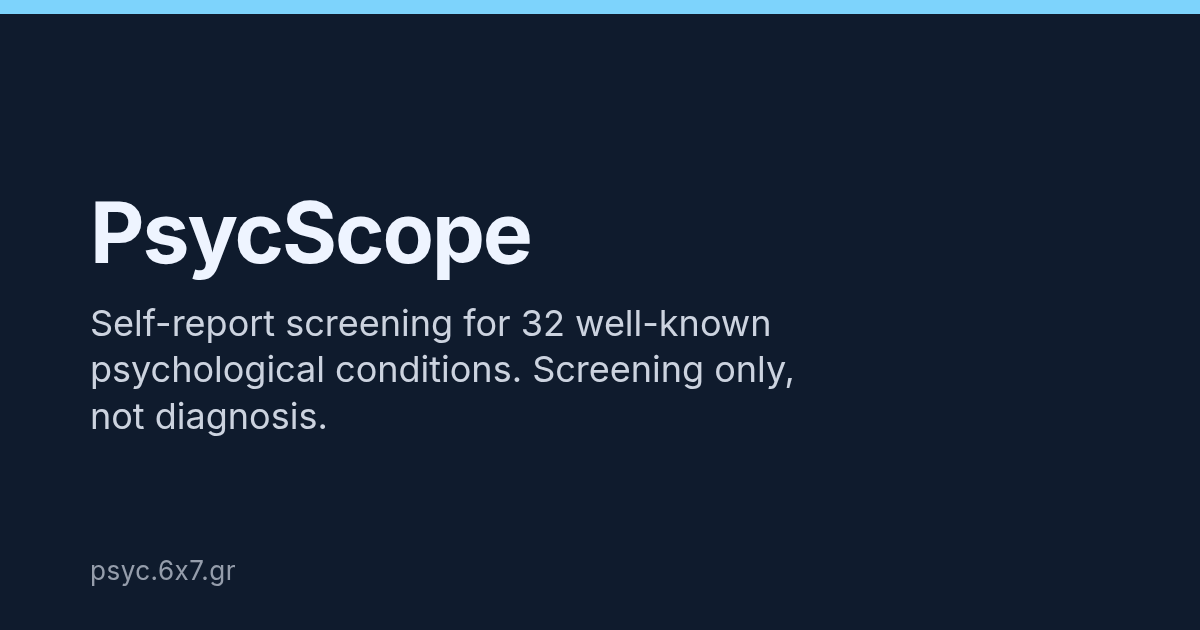 PsycScope
Self-report screening for 32 well-known
psychological conditions. Screening only,
not diagnosis.
psyc.6x7.gr